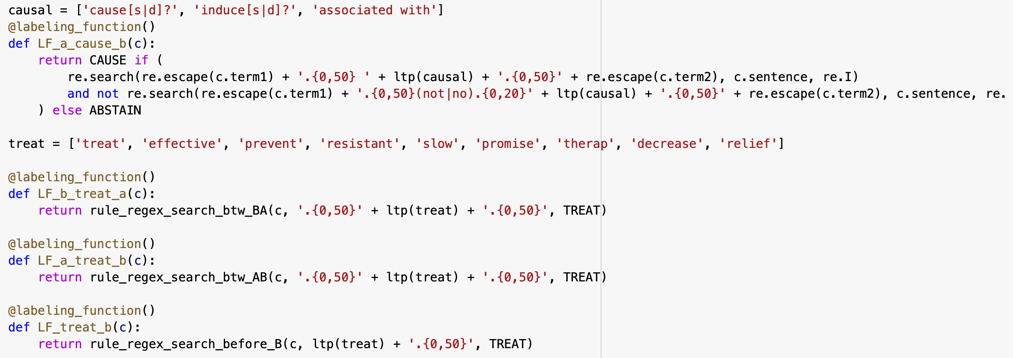 causal = ['cause[s|d]?', 'induce[s|d]?', 'associated with']
@labeling_function()
def LF_a_cause_b(c):
    return CAUSE if (
        re.search(re.escape(c.term1) + '.{0,50} ' + ltp(causal) + '.{0,50}' + re.escape(c.term2), c.sentence, re.I)
        and not re.search(re.escape(c.term1) + '.{0,50}(not|no).{0,20}' + ltp(causal) + '.{0,50}' + re.escape(c.term2), c.sentence, re.
    ) else ABSTAIN
treat = ['treat', 'effective', 'prevent', 'resistant', 'slow', 'promise', 'therap', 'decrease', 'relief']
@labeling_function()
def LF_b_treat_a(c):
    return rule_regex_search_btw_BA(c, '.{0,50}' + ltp(treat) + '.{0,50}', TREAT)
@labeling_function()
def LF_a_treat_b(c):
    return rule_regex_search_btw_AB(c, '.{0,50}' + ltp(treat) + '.{0,50}', TREAT)
@labeling_function()
def LF_treat_b(c):
    return rule_regex_search_before_B(c, ltp(treat) + '.{0,50}', TREAT)